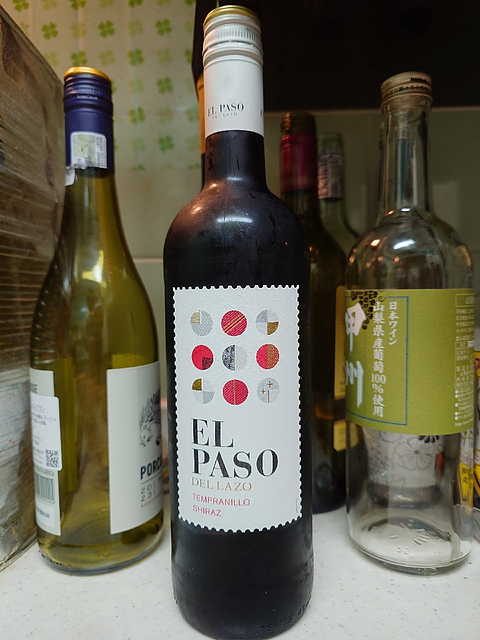 EL PASO
DEL LAZO
EL
PASO
DEL LAZO
TEMPRANILLO
SHIRAZ
日本ワイン
山梨県産葡萄100%使用
甲州